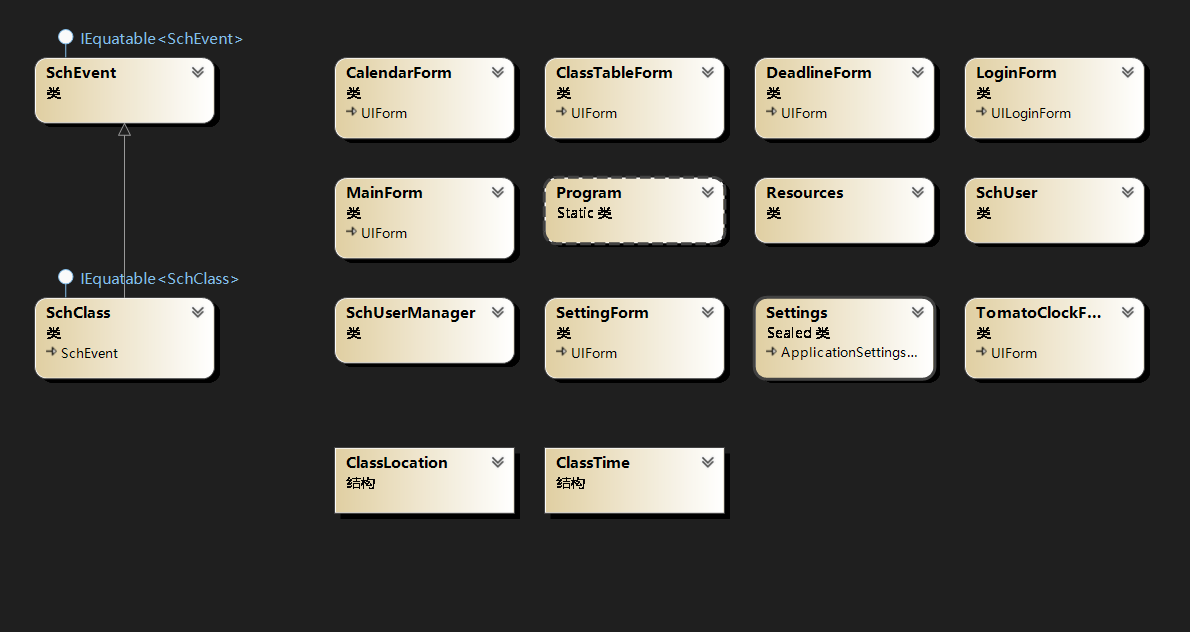 IEquatable<SchEvent>
SchEvent
类
CalendarForm
类
UIForm
ClassTableForm
类
UIForm
DeadlineForm
类
UIForm
LoginForm
类
UILoginForm
MainForm
类
UIForm
Program
Static 类
Resources
类
SchUser
类
IEquatable<SchClass>
SchClass
类
SchEvent
SchUserManager
类
SettingForm
类
UIForm
Settings
Sealed 类
ApplicationSettings...
TomatoClockF...
类
UIForm
ClassLocation
结构
ClassTime
结构